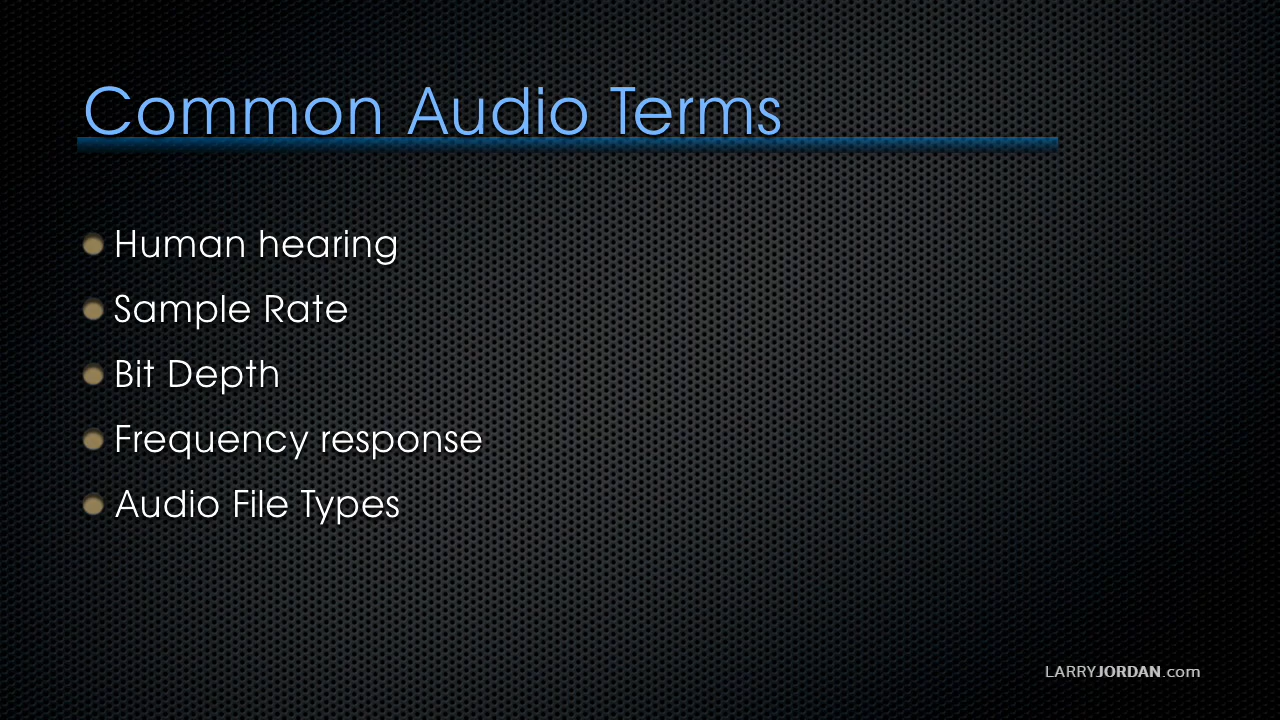 Common Audio Terms
Human hearing
Sample Rate
Bit Depth
Frequency response
Audio File Types
LARRYJORDAN.com